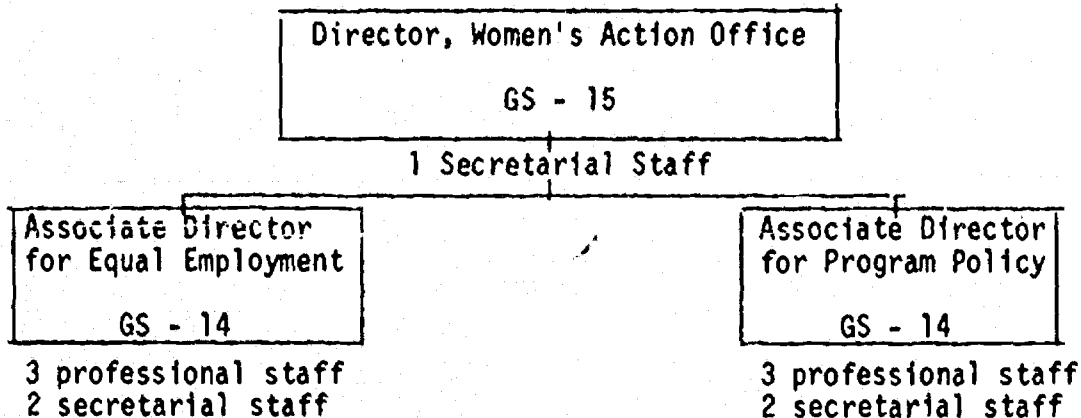 Director, Women's Action Office
GS - 15
1 Secretarial Staff
Associate Director
for Equal Employment
GS - 14
3 professional staff
2 secretarial staff
Associate Director
for Program Policy
GS - 14
3 professional staff
2 secretarial staff